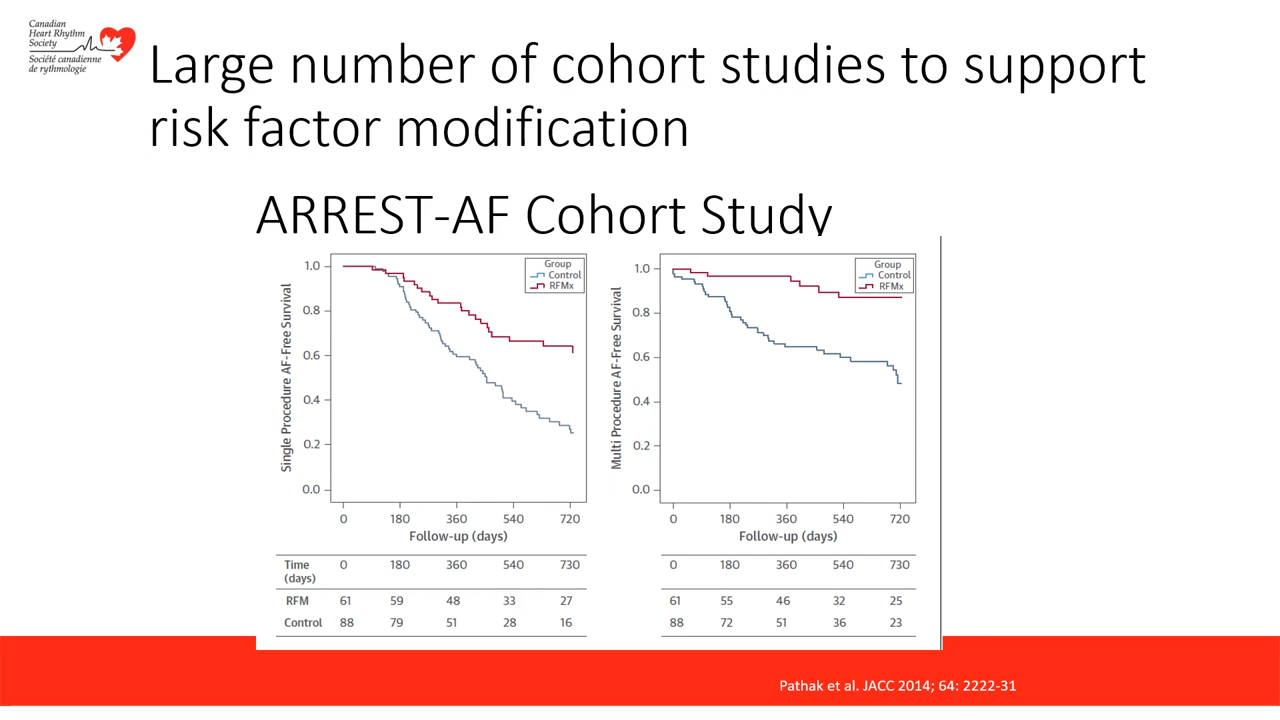 Canadian
Heart Rhythm
Society
Société canadienne
de rythmologie
Large number of cohort studies to support
risk factor modification
ARREST-AF Cohort Study
Single Procedure AF-Free Survival
1.0
0.8
0.6
0.4
0.2
0.0
Group
Control
RFMx
0 180 360 540 720
Follow-up (days)
Time (days) 0 180 360 540 730
RFM 61 59 48 33 27
Control 88 79 51 28 16
Multi Procedure AF-Free Survival
1.0
0.8
0.6
0.4
0.2
0.0
Group
Control
RFMx
0 180 360 540 720
Follow-up (days)
0 180 360 540 730
61 55 46 32 25
88 72 51 36 23
Pathak et al. JACC 2014; 64: 2222-31